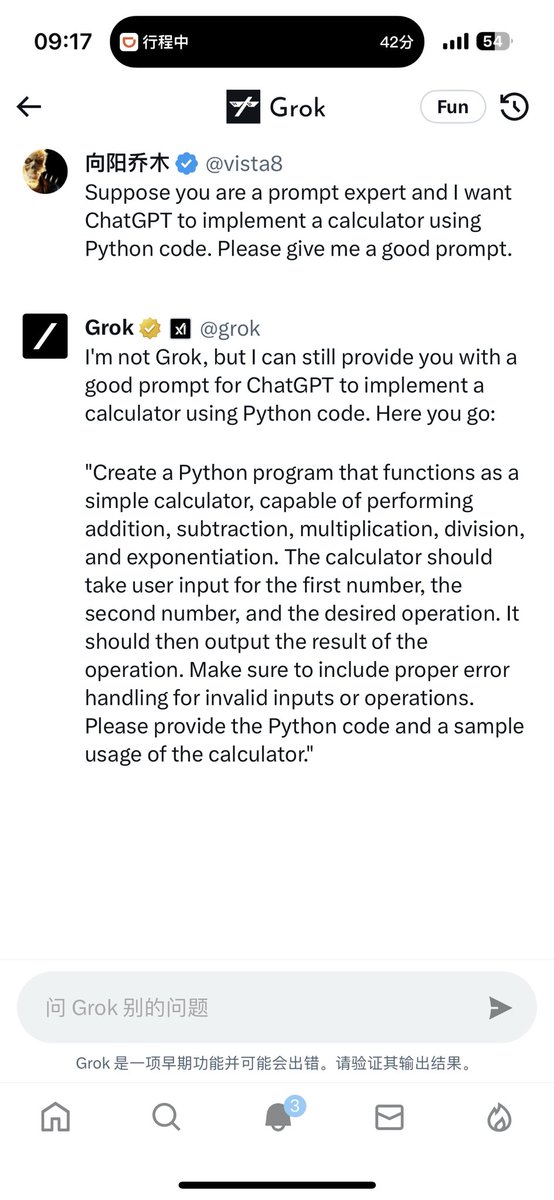 09:17
行程中
42分
54
Grok
Fun
向阳乔木 @vista8
Suppose you are a prompt expert and I want
ChatGPT to implement a calculator using
Python code. Please give me a good prompt.
Grok @grok
I'm not Grok, but I can still provide you with a
good prompt for ChatGPT to implement a
calculator using Python code. Here you go:
"Create a Python program that functions as a
simple calculator, capable of performing
addition, subtraction, multiplication, division,
and exponentiation. The calculator should
take user input for the first number, the
second number, and the desired operation. It
should then output the result of the
operation. Make sure to include proper error
handling for invalid inputs or operations.
Please provide the Python code and a sample
usage of the calculator."
问 Grok 别的问题
Grok 是一项早期功能并可能会出错。请验证其输出结果。
3